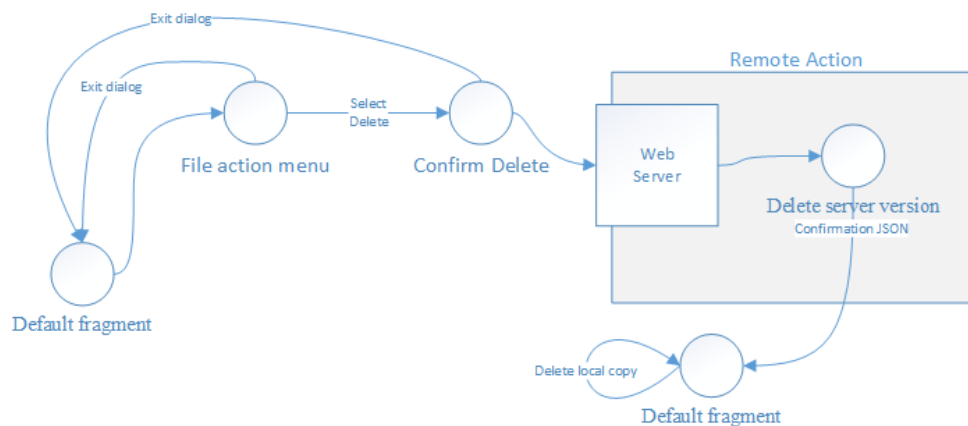 Exit dialog
Remote Action
Exit dialog
Select
Delete
File action menu
Confirm Delete
Web
Server
Delete server version
Confirmation JSON
Default fragment
Delete local copy
Default fragment